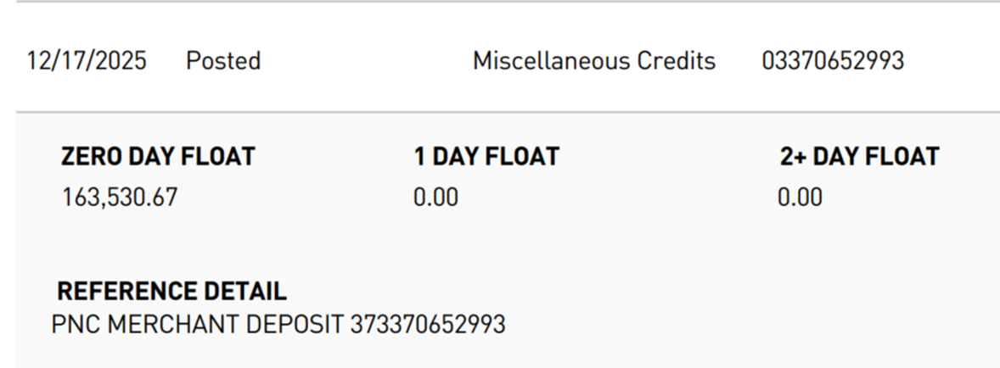 12/17/2025 Posted Miscellaneous Credits 03370652993
ZERO DAY FLOAT 1 DAY FLOAT 2+ DAY FLOAT
163,530.67 0.00 0.00
REFERENCE DETAIL
PNC MERCHANT DEPOSIT 373370652993